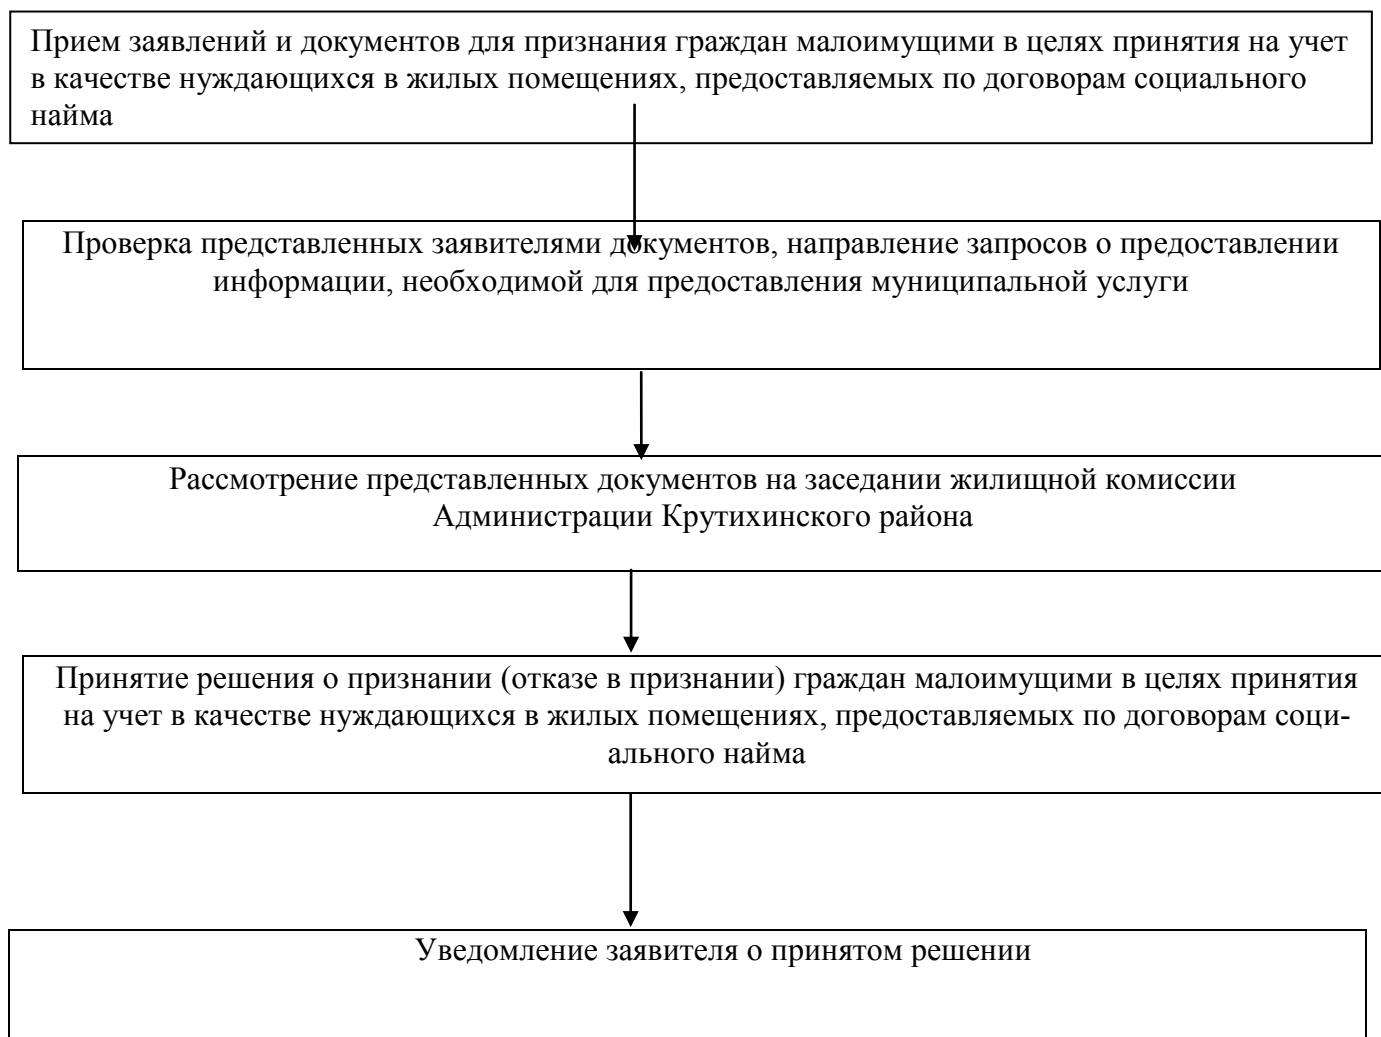 Прием заявлений и документов для признания граждан малоимущими в целях принятия на учет
в качестве нуждающихся в жилых помещениях, предоставляемых по договорам социального
найма
Проверка представленных заявителями документов, направление запросов о предоставлении
информации, необходимой для предоставления муниципальной услуги
Рассмотрение представленных документов на заседании жилищной комиссии
Администрации Крутихинского района
Принятие решения о признании (отказе в признании) граждан малоимущими в целях принятия
на учет в качестве нуждающихся в жилых помещениях, предоставляемых по договорам соци-
ального найма
Уведомление заявителя о принятом решении